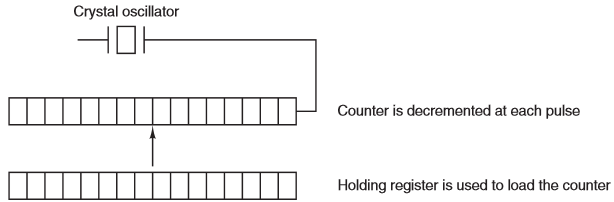 Crystal oscillator
Counter is decremented at each pulse
Holding register is used to load the counter